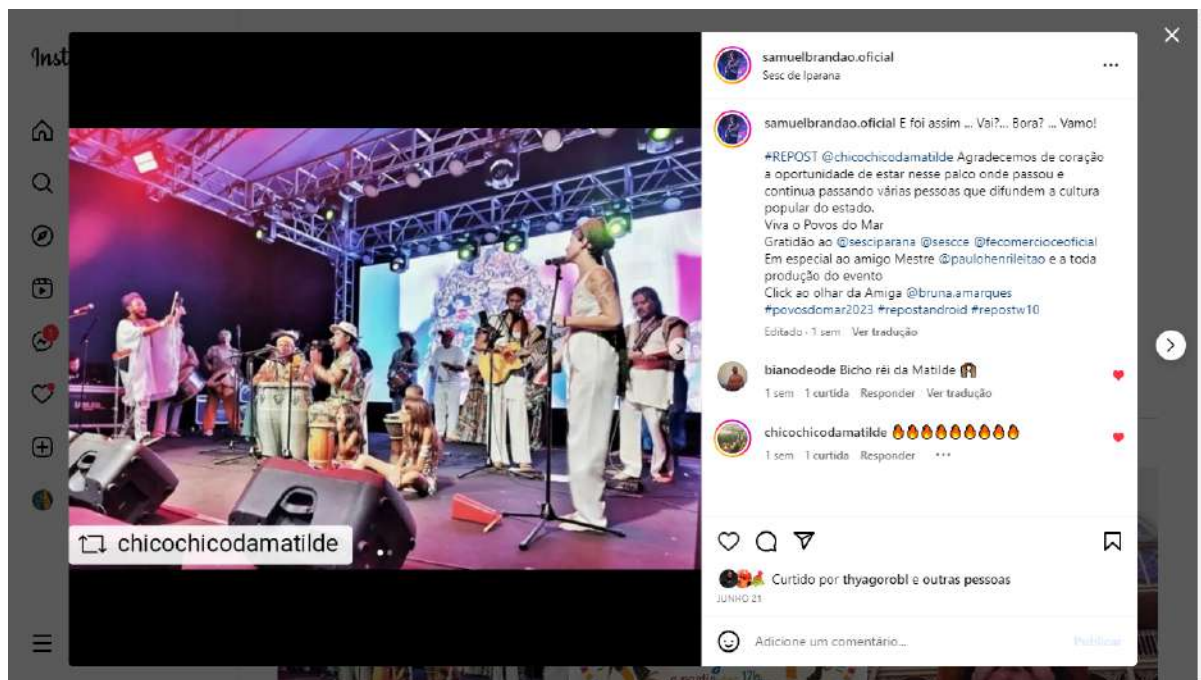 Inst
samuelbrandao.oficial
Sesc de Iparana
samuelbrandao.oficial E foi assim ... Vai?... Bora? ... Vamo!
#REPOST @chicochicodamatilde Agradecemos de coração
a oportunidade de estar nesse palco onde passou e
continua passando várias pessoas que difundem a cultura
popular do estado.
Viva o Povos do Mar
Gratidão ao @sesciparana @sescce @fecomercioceoficial
Em especial ao amigo Mestre @paulohenrileitao e a toda
produção do evento
Click ao olhar da Amiga @bruna.amarques
#povosdomar2023 #repostandroid #repostw10
Editado · 1 sem Ver tradução
bianodeode Bicho réi da Matilde
1 sem 1 curtida Responder Ver tradução
chicochicodamatilde 🔥🔥🔥🔥🔥🔥🔥🔥🔥
1 sem 1 curtida Responder
chicochicodamatilde
Curtido por thyagorobl e outras pessoas
JUNHO 21
Adicione um comentário...
Publicar